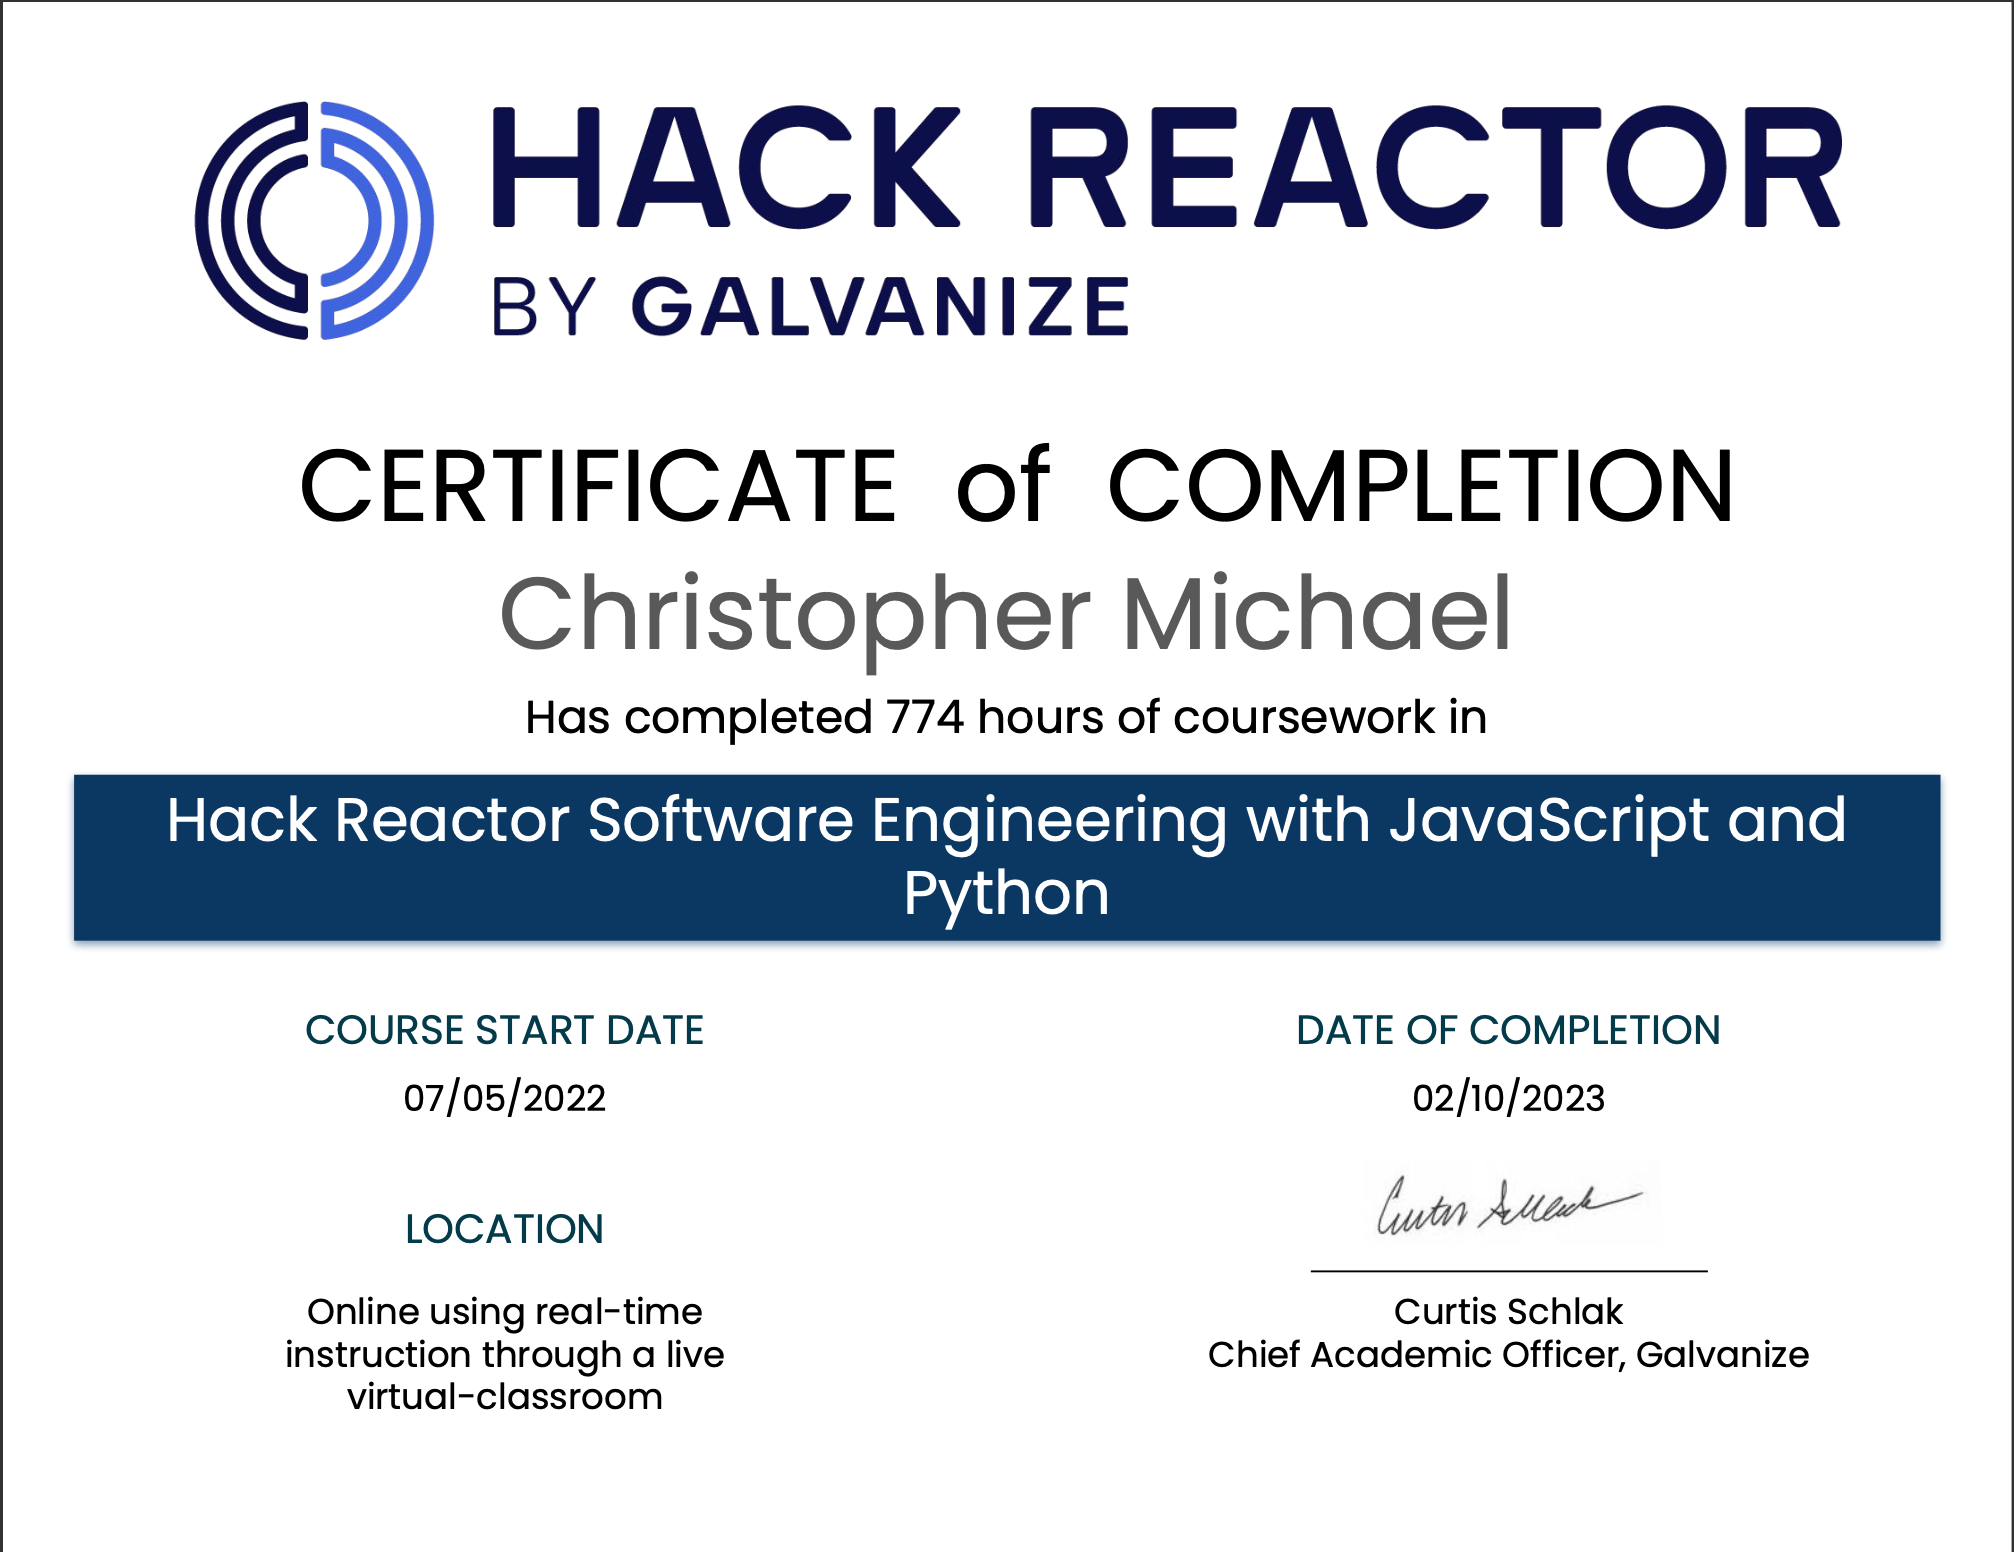 HACK REACTOR
BY GALVANIZE
CERTIFICATE of COMPLETION
Christopher Michael
Has completed 774 hours of coursework in
Hack Reactor Software Engineering with JavaScript and
Python
COURSE START DATE
07/05/2022
LOCATION
Online using real-time
instruction through a live
virtual-classroom
DATE OF COMPLETION
02/10/2023
Curtis Schlak
Curtis Schlak
Chief Academic Officer, Galvanize